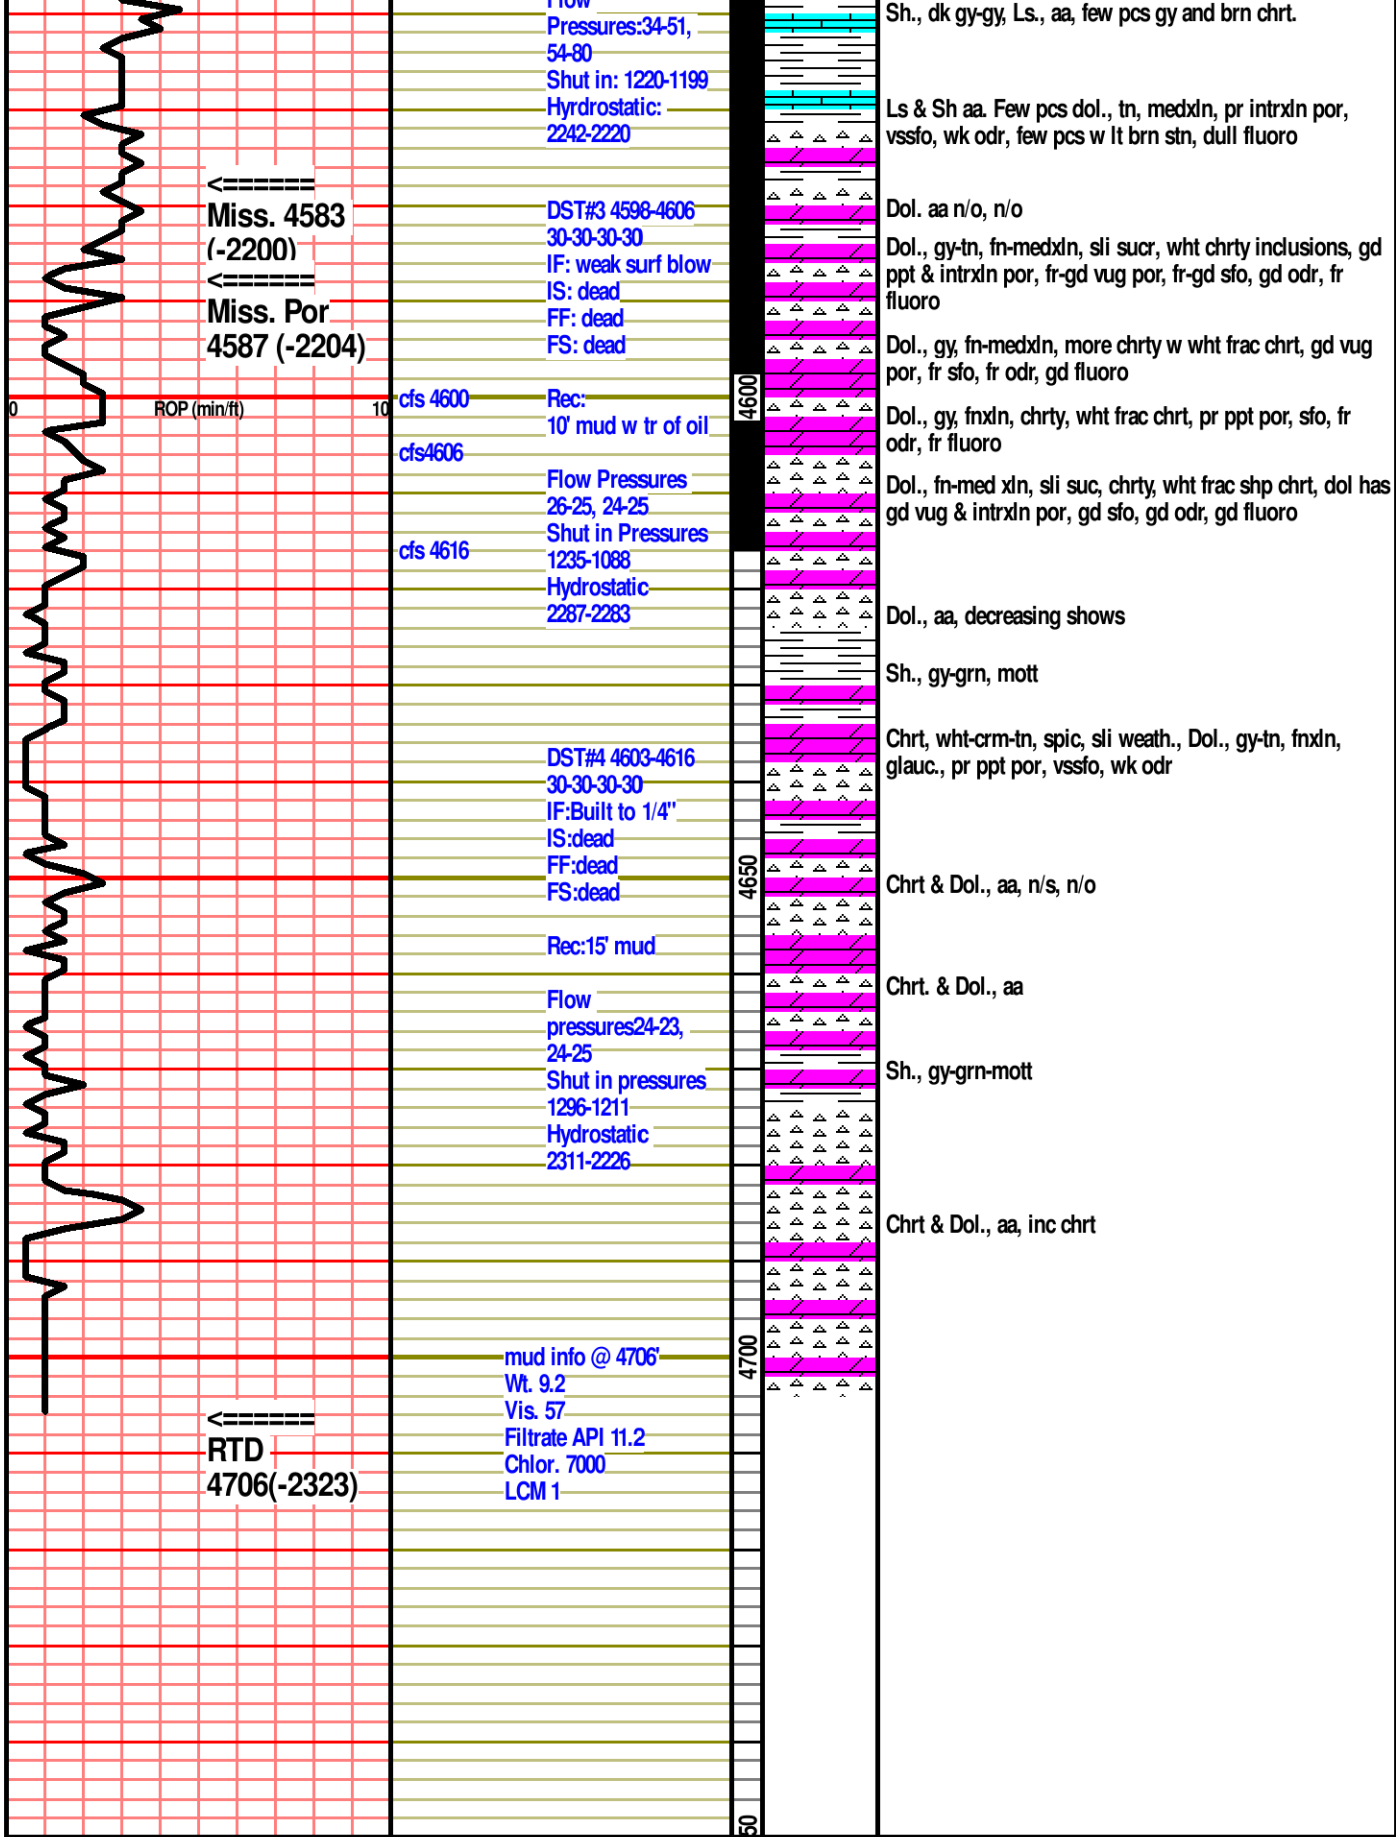 Flow
Pressures:34-51,
54-80
Shut in: 1220-1199
Hyrdrostatic:
2242-2220
Sh., dk gy-gy, Ls., aa, few pcs gy and brn chrt.
Ls & Sh aa. Few pcs dol., tn, medxln, pr intrxln por,
vssfo, wk odr, few pcs w lt brn stn, dull fluoro
<======
Miss. 4583
(-2200)
<======
Miss. Por
4587 (-2204)
DST#3 4598-4606
30-30-30-30
IF: weak surf blow
IS: dead
FF: dead
FS: dead
Dol. aa n/o, n/o
Dol., gy-tn, fn-medxln, sli sucr, wht chrty inclusions, gd
ppt & intrxln por, fr-gd vug por, fr-gd sfo, gd odr, fr
fluoro
Dol., gy, fn-medxln, more chrty w wht frac chrt, gd vug
por, fr sfo, fr odr, gd fluoro
0 ROP (min/ft) 10
cfs 4600
Rec:
10' mud w tr of oil
4600
cfs4606
Dol., gy, fnxln, chrty, wht frac chrt, pr ppt por, sfo, fr
odr, fr fluoro
Flow Pressures
26-25, 24-25
Shut in Pressures
1235-1088
Hydrostatic
2287-2283
cfs 4616
Dol., fn-med xln, sli suc, chrty, wht frac shp chrt, dol has
gd vug & intrxln por, gd sfo, gd odr, gd fluoro
Dol., aa, decreasing shows
Sh., gy-grn, mott
Chrt, wht-crm-tn, spic, sli weath., Dol., gy-tn, fnxln,
glauc., pr ppt por, vssfo, wk odr
DST#4 4603-4616
30-30-30-30
IF:Built to 1/4"
IS:dead
FF:dead
FS:dead
4650
Chrt & Dol., aa, n/s, n/o
Rec:15' mud
Chrt. & Dol., aa
Flow
pressures24-23,
24-25
Shut in pressures
1296-1211
Hydrostatic
2311-2226
Sh., gy-grn-mott
Chrt & Dol., aa, inc chrt
4700
mud info @ 4706'
Wt. 9.2
Vis. 57
Filtrate API 11.2
Chlor. 7000
LCM 1
<======
RTD
4706(-2323)
50